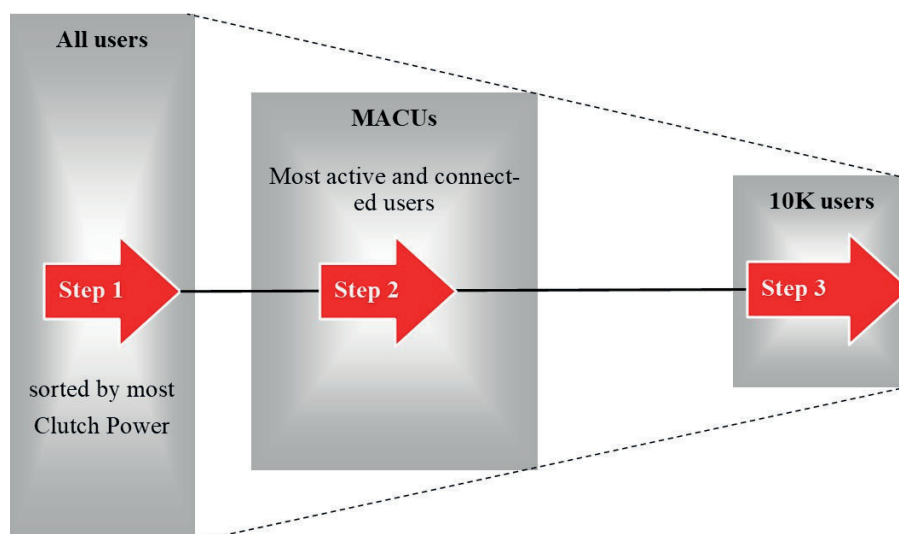 All users
Step 1
sorted by most
Clutch Power
MACUs
Most active and connect-
ed users
Step 2
10K users
Step 3